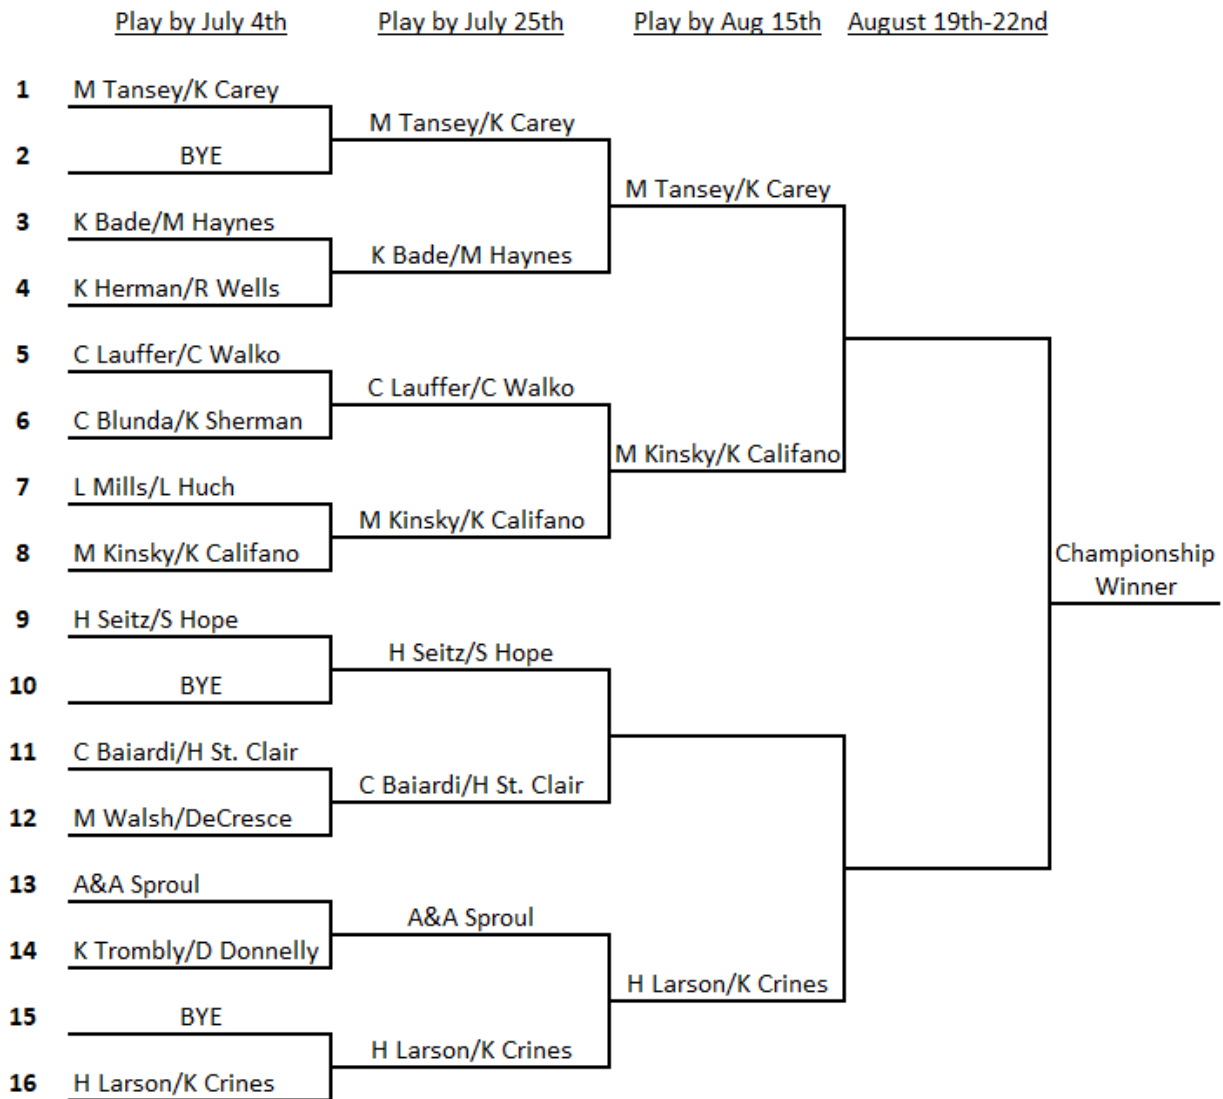 Play by July 4th Play by July 25th Play by Aug 15th August 19th-22nd
1 M Tansey/K Carey
M Tansey/K Carey
2 BYE
M Tansey/K Carey
3 K Bade/M Haynes
K Bade/M Haynes
4 K Herman/R Wells
5 C Lauffer/C Walko
C Lauffer/C Walko
6 C Blunda/K Sherman
M Kinsky/K Califano
7 L Mills/L Huch
M Kinsky/K Califano
8 M Kinsky/K Califano
Championship
Winner
9 H Seitz/S Hope
H Seitz/S Hope
10 BYE
11 C Baiardi/H St. Clair
C Baiardi/H St. Clair
12 M Walsh/DeCresce
13 A&A Sproul
A&A Sproul
14 K Trombly/D Donnelly
H Larson/K Crines
15 BYE
H Larson/K Crines
16 H Larson/K Crines